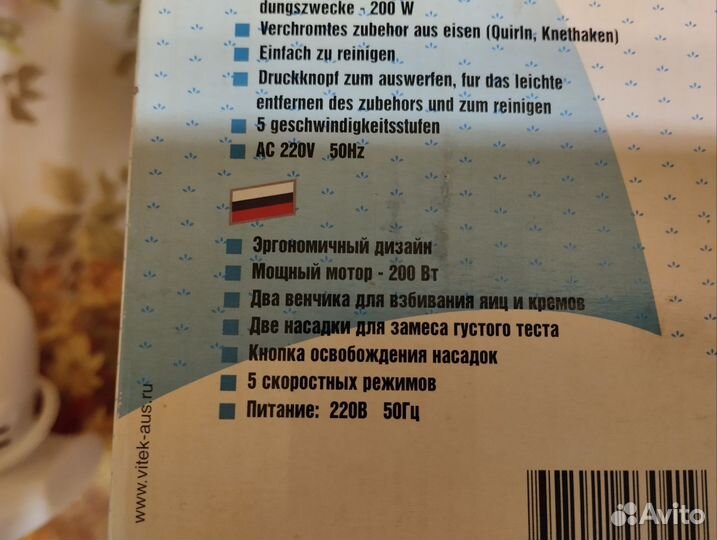 dungszwecke - 200 W
Verchromtes zubehor aus eisen (Quirln, Knethaken)
Einfach zu reinigen
Druckknopf zum auswerfen, fur das leichte
entfernen des zubehors und zum reinigen
5 geschwindigkeitsstufen
AC 220V 50Hz
Эргономичный дизайн
Мощный мотор - 200 Вт
Два венчика для взбивания яиц и кремов
Две насадки для замеса густого теста
Кнопка освобождения насадок
5 скоростных режимов
Питание: 220В 50Гц
www.vitek-aus.ru
Avito